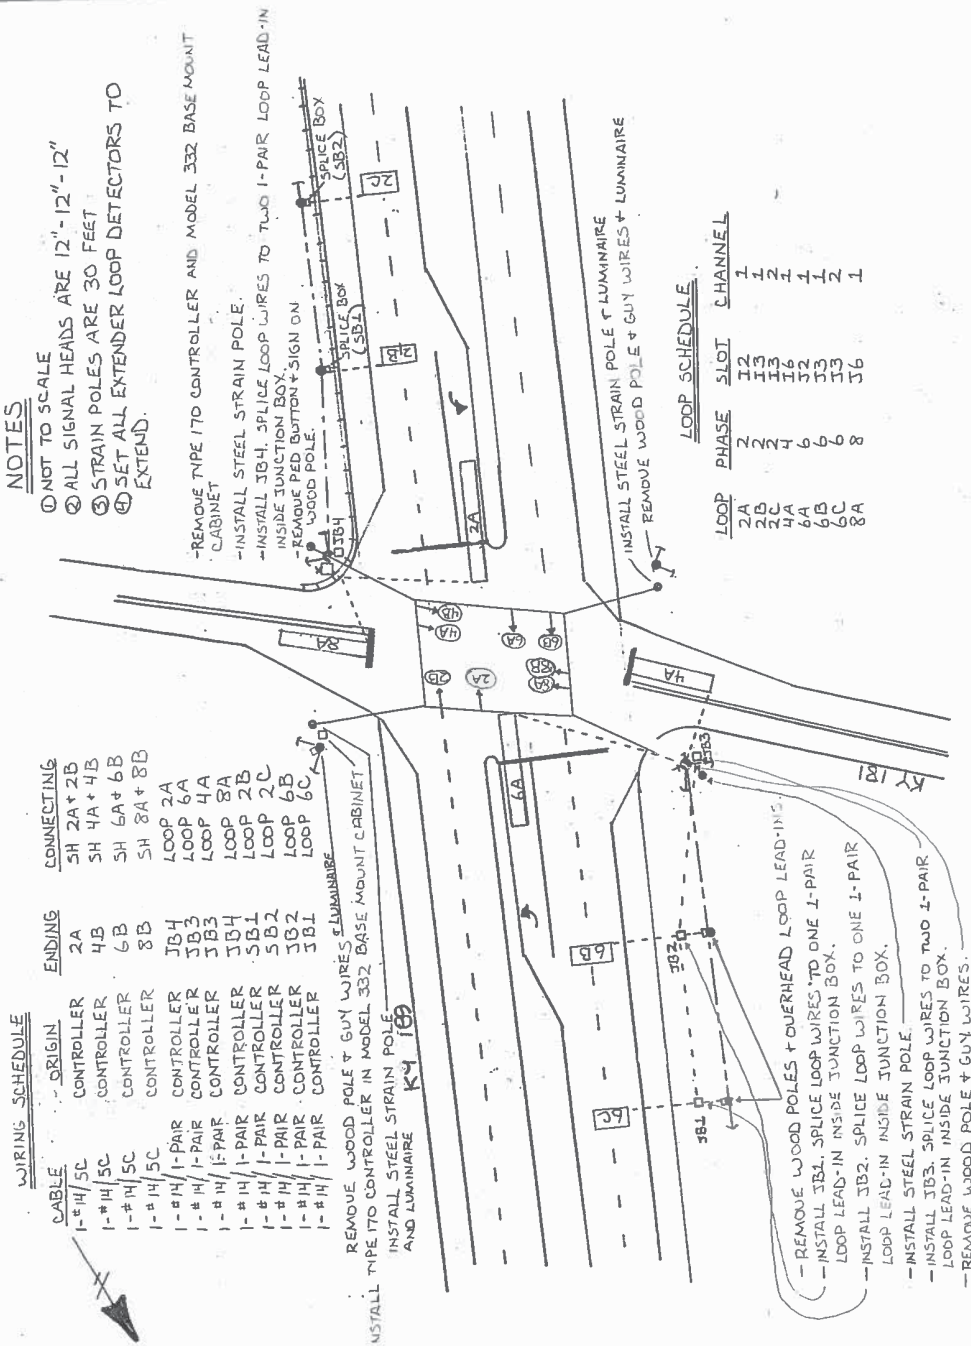 WIRING SCHEDULE
CABLE ORIGIN ENDING CONNECTING
1-#14/5C CONTROLLER 2A SH 2A+2B
1-#14/5C CONTROLLER 4B SH 4A+4B
1-#14/5C CONTROLLER 6B SH 6A+6B
1-#14/5C CONTROLLER 8B SH 8A+8B
1-#14/1-PAIR CONTROLLER JB4 LOOP 2A
1-#14/1-PAIR CONTROLLER JB3 LOOP 6A
1-#14/1-PAIR CONTROLLER JB3 LOOP 4A
1-#14/1-PAIR CONTROLLER JB4 LOOP 8A
1-#14/1-PAIR CONTROLLER SB1 LOOP 2B
1-#14/1-PAIR CONTROLLER SB2 LOOP 2C
1-#14/1-PAIR CONTROLLER JB2 LOOP 6B
1-#14/1-PAIR CONTROLLER JB1 LOOP 6C
REMOVE WOOD POLE + GUY WIRES & LUMINAIRE
NSTALL TYPE 170 CONTROLLER IN MODEL 332 BASE MOUNT CABINET
INSTALL STEEL STRAIN POLE
AND LUMINAIRE
KY 109
NOTES
① NOT TO SCALE
② ALL SIGNAL HEADS ARE 12"-12"-12"
③ STRAIN POLES ARE 30 FEET
④ SET ALL EXTENDER LOOP DETECTORS TO
EXTEND.
-REMOVE TYPE 170 CONTROLLER AND MODEL 332 BASE MOUNT
CABINET
-INSTALL STEEL STRAIN POLE.
-INSTALL JB4. SPLICE LOOP WIRES TO TWO 1-PAIR LOOP LEAD-IN
INSIDE JUNCTION BOX.
-REMOVE PED BUTTON + SIGN ON
WOOD POLE.
JB4
SPLICE BOX
(SB1)
SPLICE BOX
(SB2)
8A
2B
2C
2A
2B
2A
4A
4B
6A
6B
8A
8B
6A
4A
6B
6C
JB1
JB2
JB3
KY 181
INSTALL STEEL STRAIN POLE + LUMINAIRE
- REMOVE WOOD POLE + GUY WIRES + LUMINAIRE
LOOP SCHEDULE
LOOP PHASE SLOT CHANNEL
2A 2 I2 1
2B 2 I3 1
2C 2 I3 2
4A 4 I6 1
6A 6 J2 1
6B 6 J3 1
6C 6 J3 2
8A 8 J6 1
- REMOVE WOOD POLES + OVERHEAD LOOP LEAD-INS.
-INSTALL JB1. SPLICE LOOP WIRES TO ONE 1-PAIR
LOOP LEAD-IN INSIDE JUNCTION BOX.
-INSTALL JB2. SPLICE LOOP WIRES TO ONE 1-PAIR
LOOP LEAD-IN INSIDE JUNCTION BOX.
-INSTALL STEEL STRAIN POLE.
-INSTALL JB3. SPLICE LOOP WIRES TO TWO 1-PAIR
LOOP LEAD-IN INSIDE JUNCTION BOX.
-REMOVE WOOD POLE + GUY WIRES.